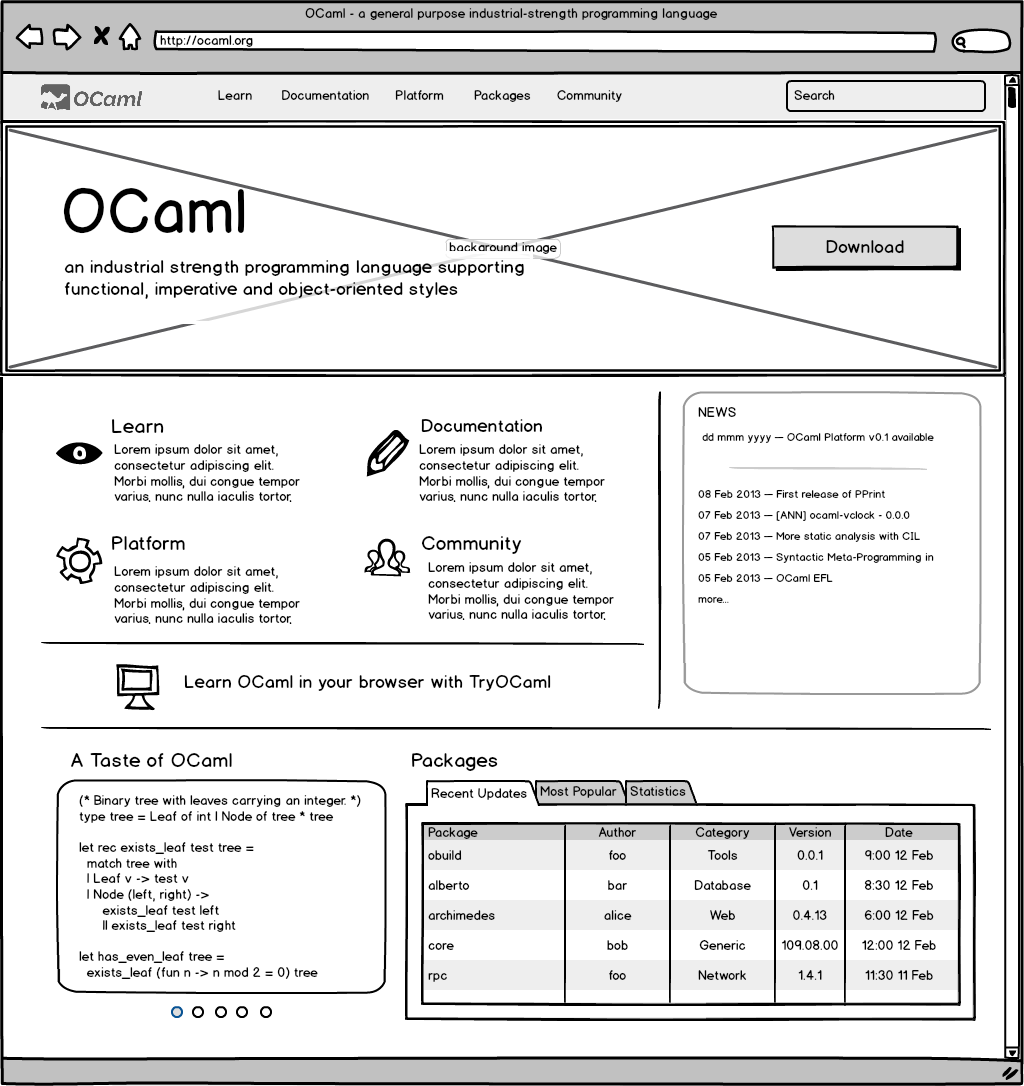 OCaml - a general purpose industrial-strength programming language
http://ocaml.org
OCaml
Learn Documentation Platform Packages Community
Search
OCaml
background image
an industrial strength programming language supporting
functional, imperative and object-oriented styles
Download
Learn
Lorem ipsum dolor sit amet,
consectetur adipiscing elit.
Morbi mollis, dui congue tempor
varius, nunc nulla iaculis tortor,
Documentation
Lorem ipsum dolor sit amet,
consectetur adipiscing elit.
Morbi mollis, dui congue tempor
varius, nunc nulla iaculis tortor,
Platform
Lorem ipsum dolor sit amet,
consectetur adipiscing elit.
Morbi mollis, dui congue tempor
varius, nunc nulla iaculis tortor,
Community
Lorem ipsum dolor sit amet,
consectetur adipiscing elit.
Morbi mollis, dui congue tempor
varius, nunc nulla iaculis tortor,
NEWS
dd mmm yyyy — OCaml Platform v0.1 available
08 Feb 2013 — First release of PPrint
07 Feb 2013 — [ANN] ocaml-vclock - 0.0.0
07 Feb 2013 — More static analysis with CIL
05 Feb 2013 — Syntactic Meta-Programming in
05 Feb 2013 — OCaml EFL
more...
Learn OCaml in your browser with TryOCaml
A Taste of OCaml
(* Binary tree with leaves carrying an integer. *)
type tree = Leaf of int | Node of tree * tree
let rec exists_leaf test tree =
match tree with
| Leaf v -> test v
| Node (left, right) ->
exists_leaf test left
|| exists_leaf test right
let has_even_leaf tree =
exists_leaf (fun n -> n mod 2 = 0) tree
Packages
Recent Updates Most Popular Statistics
Package Author Category Version Date
obuild foo Tools 0.0.1 9:00 12 Feb
alberto bar Database 0.1 8:30 12 Feb
archimedes alice Web 0.4.13 6:00 12 Feb
core bob Generic 109.08.00 12:00 12 Feb
rpc foo Network 1.4.1 11:30 11 Feb